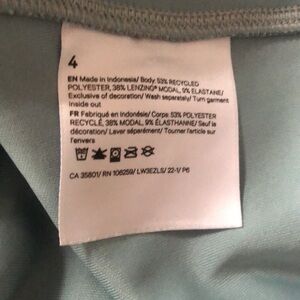 4
EN Made in Indonesia/ Body: 53% RECYCLED
POLYESTER, 38% LENZING® MODAL, 9% ELASTANE/
Exclusive of decoration/ Wash separately/ Turn garment
inside out
FR Fabriqué en Indonésie/ Corps: 53% POLYESTER
RECYCLÉ, 38% MODAL, 9% ÉLASTHANNE/ Sauf la
décoration/ Laver séparément/ Tourner l'article sur
l'envers
CA 35801/ RN 106259/ LW3EZLS/ 22-1/ P6